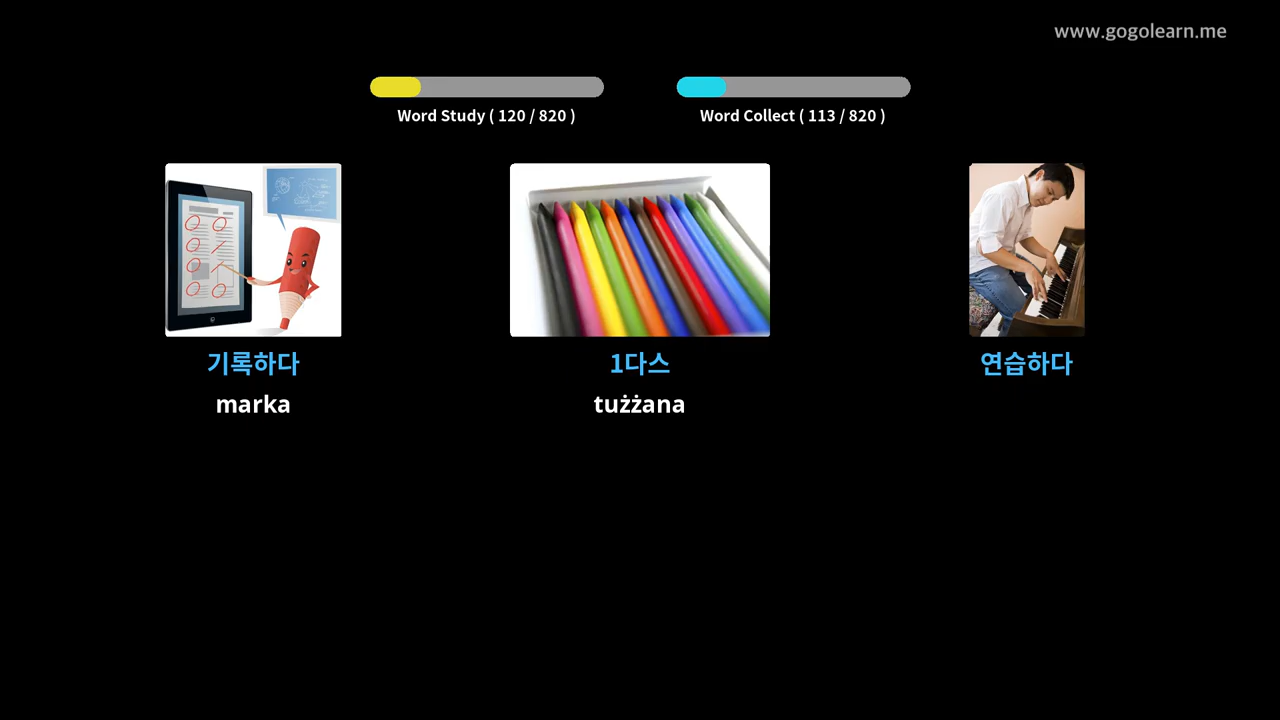 www.gogolearn.me
Word Study ( 120 / 820 )
Word Collect ( 113 / 820 )
기록하다
1다스
연습하다
marka
tużżana